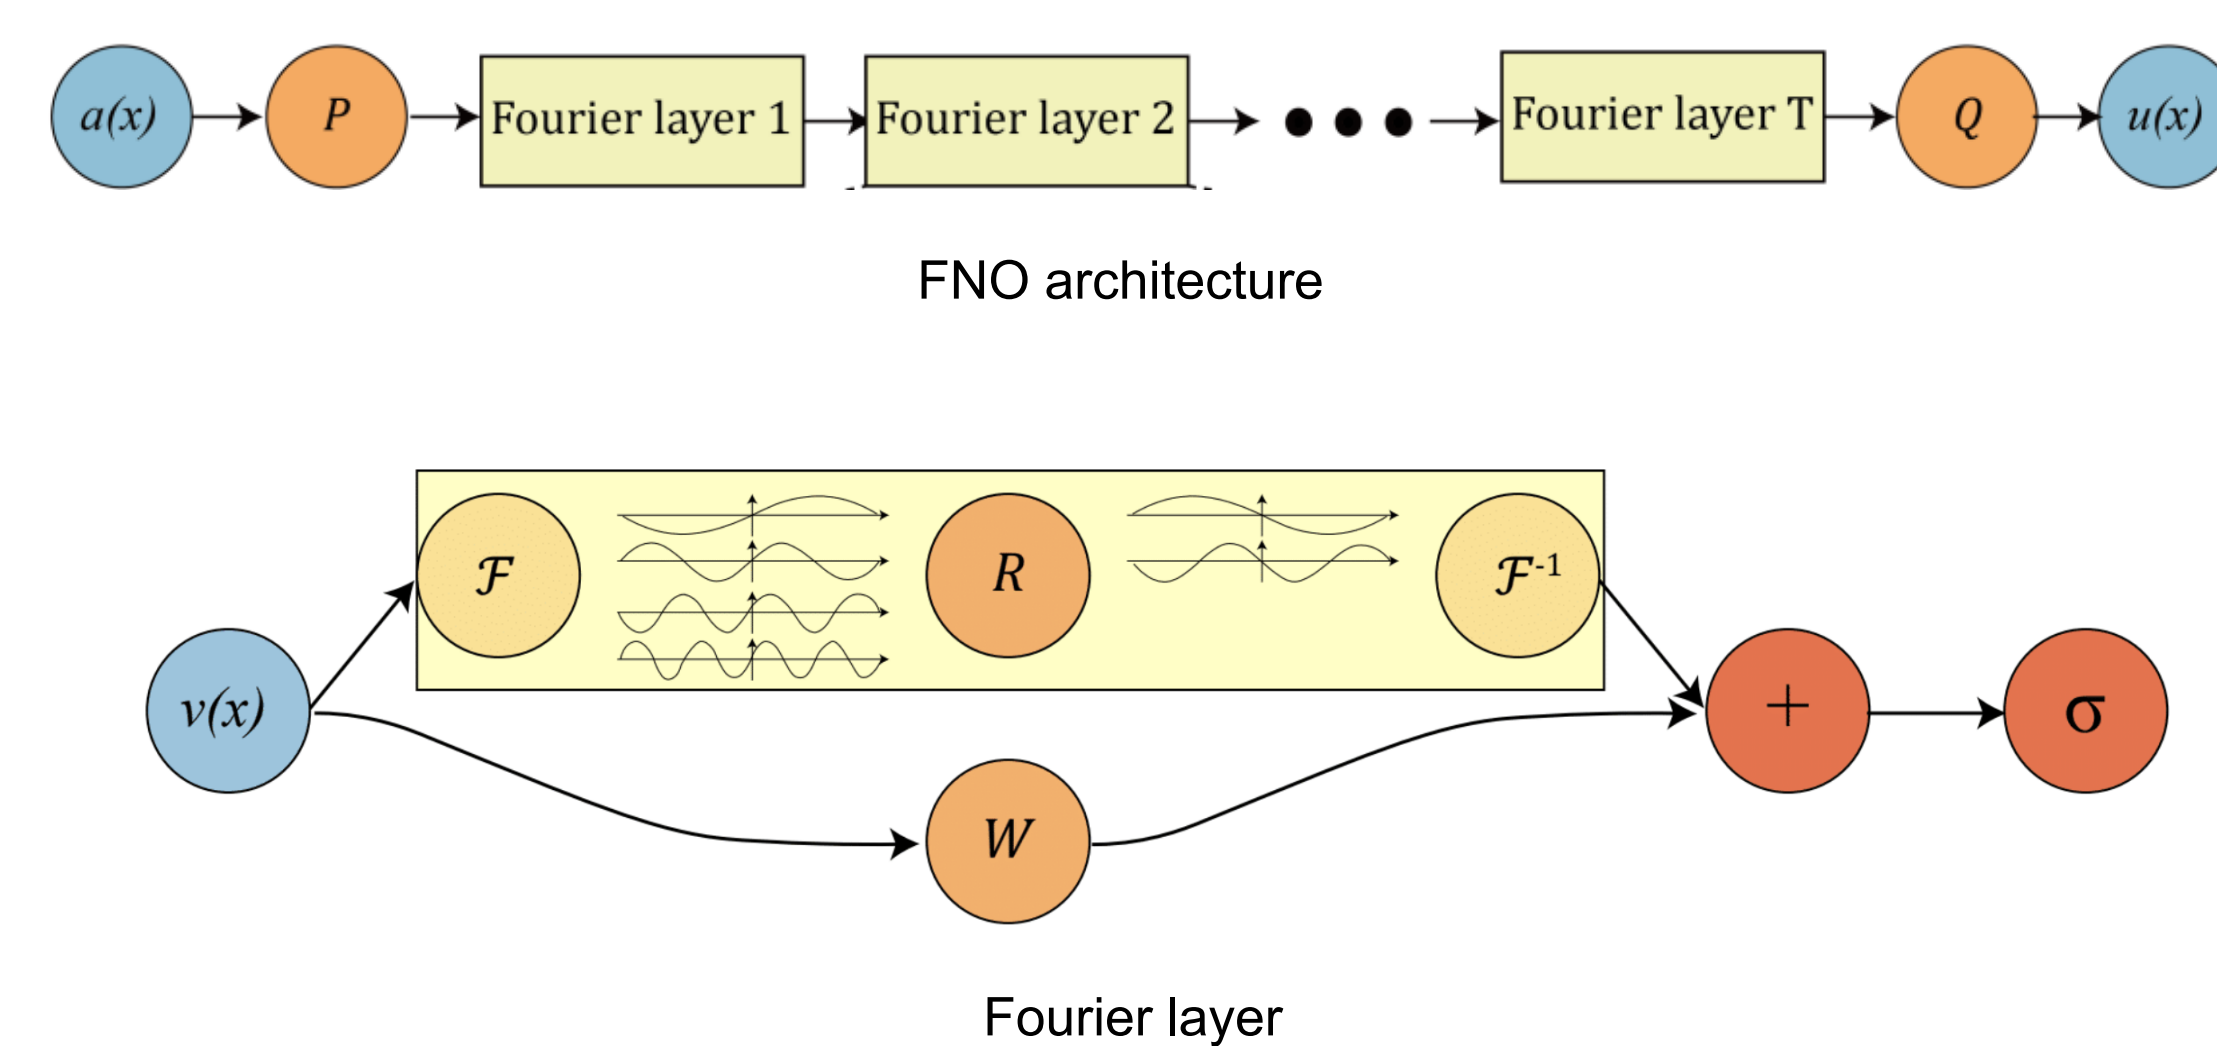 a(x) P Fourier layer 1 Fourier layer 2 Fourier layer T Q u(x)
FNO architecture
ℱ R ℱ⁻¹
v(x) + σ
W
Fourier layer